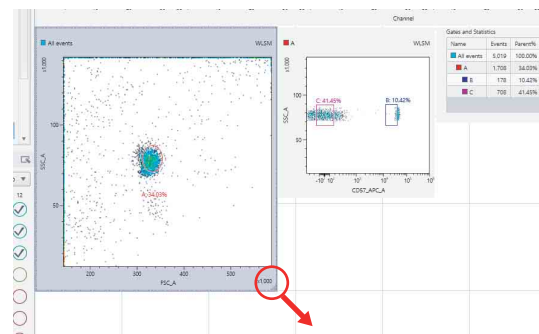 Channel
All events WLSM
x1.000
SSC_A
100
50
A: 34.03%
200 300 400 500
FSC_A
x1.000
A WLSM
x1.000
SSC_A
100
50
C: 41.45%
B: 10.42%
CD57_APC_A
Gates and Statistics
Name Events Parent%
All events 5,019 100.00%
A 1,708 34.03%
B 178 10.42%
C 708 41.45%
12